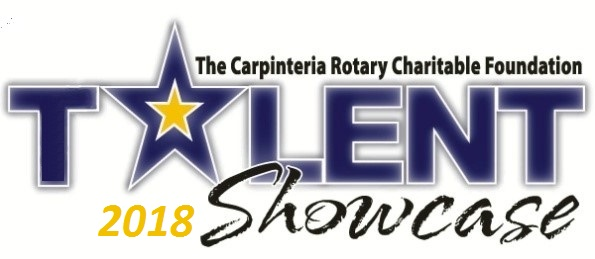 The Carpinteria Rotary Charitable Foundation
TALENT
2018 Showcase